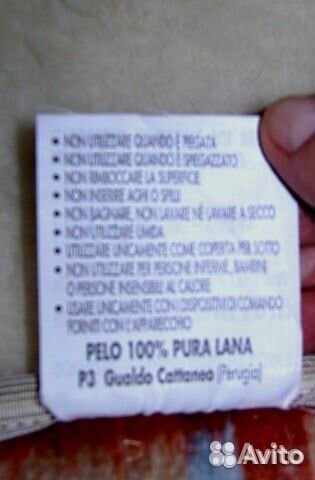 • NON UTILIZZARE QUANDO È PIEGATA
• NON UTILIZZARE QUANDO È SPIEGAZZATO
• NON RIMBOCCARE LA SUPERFICIE
• NON INSERIRE AGHI O SPILLI
• NON BAGNARE, NON LAVARE NÉ LAVARE A SECCO
• NON UTILIZZARE UMIDA
• UTILIZZARE UNICAMENTE COME COPERTA PER SOTTO
• NON UTILIZZARE PER PERSONE INFERME, BAMBINI
O PERSONE INSENSIBILI AL CALORE
• USARE UNICAMENTE CON I DISPOSITIVI DI COMANDO
FORNITI CON L'APPARECCHIO
PELO 100% PURA LANA
P3 Gualdo Cattaneo (Perugia)
Avito